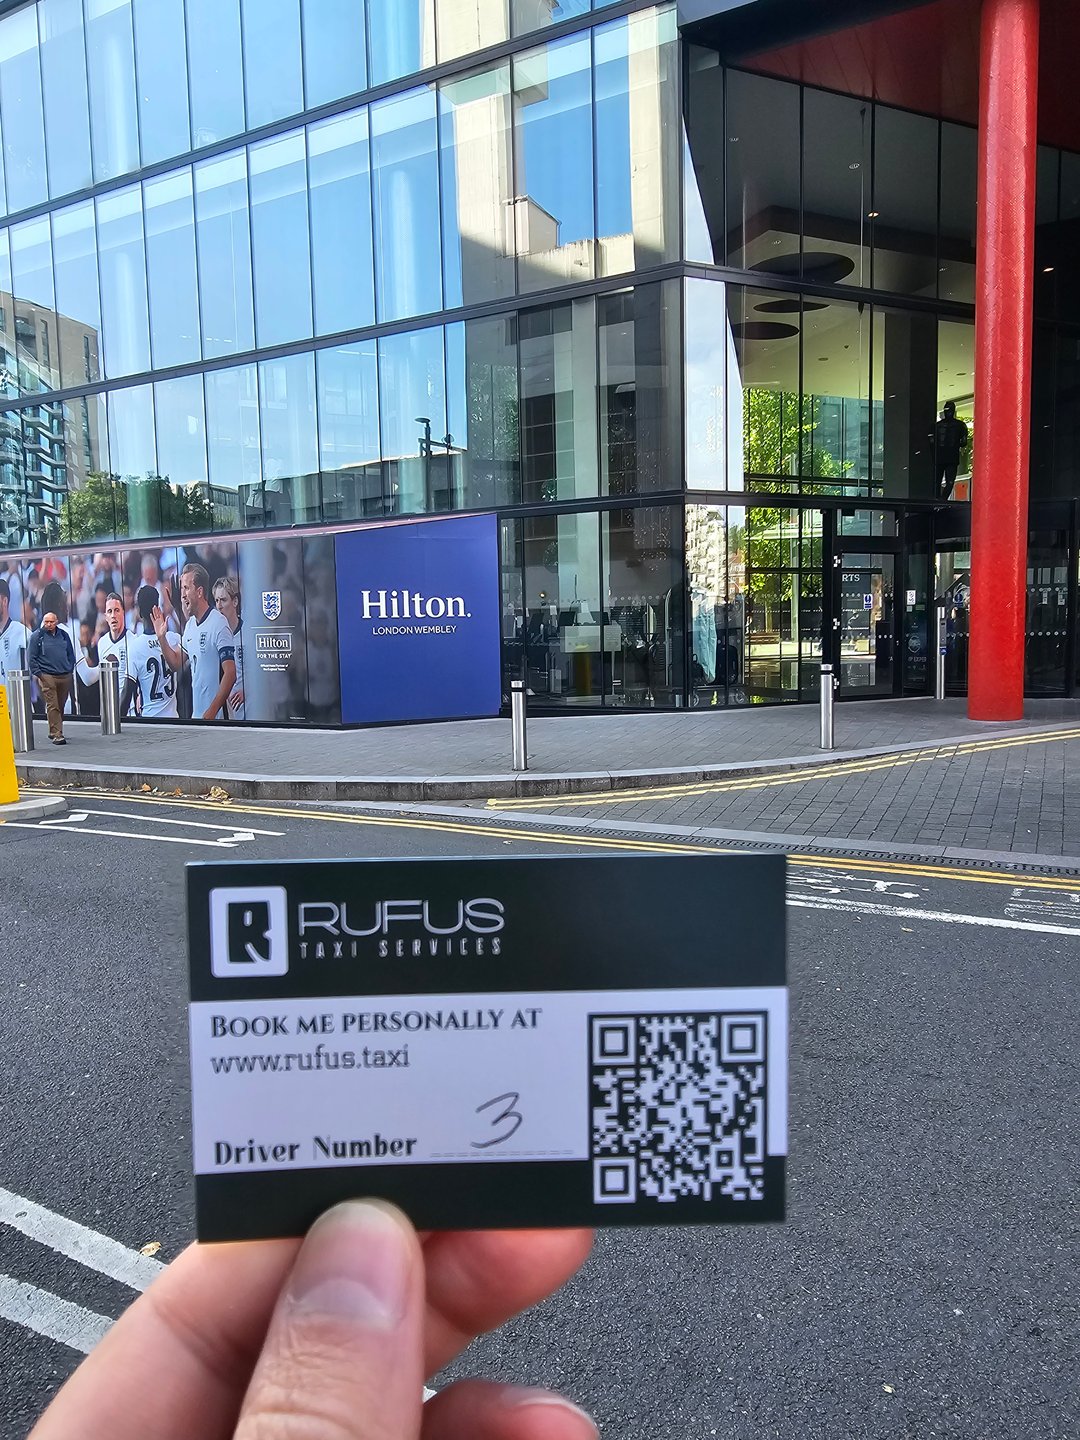 Hilton.
LONDON WEMBLEY
Hilton
FOR THE STAY
R
RUFUS
TAXI SERVICES
BOOK ME PERSONALLY AT
www.rufus.taxi
Driver Number 3